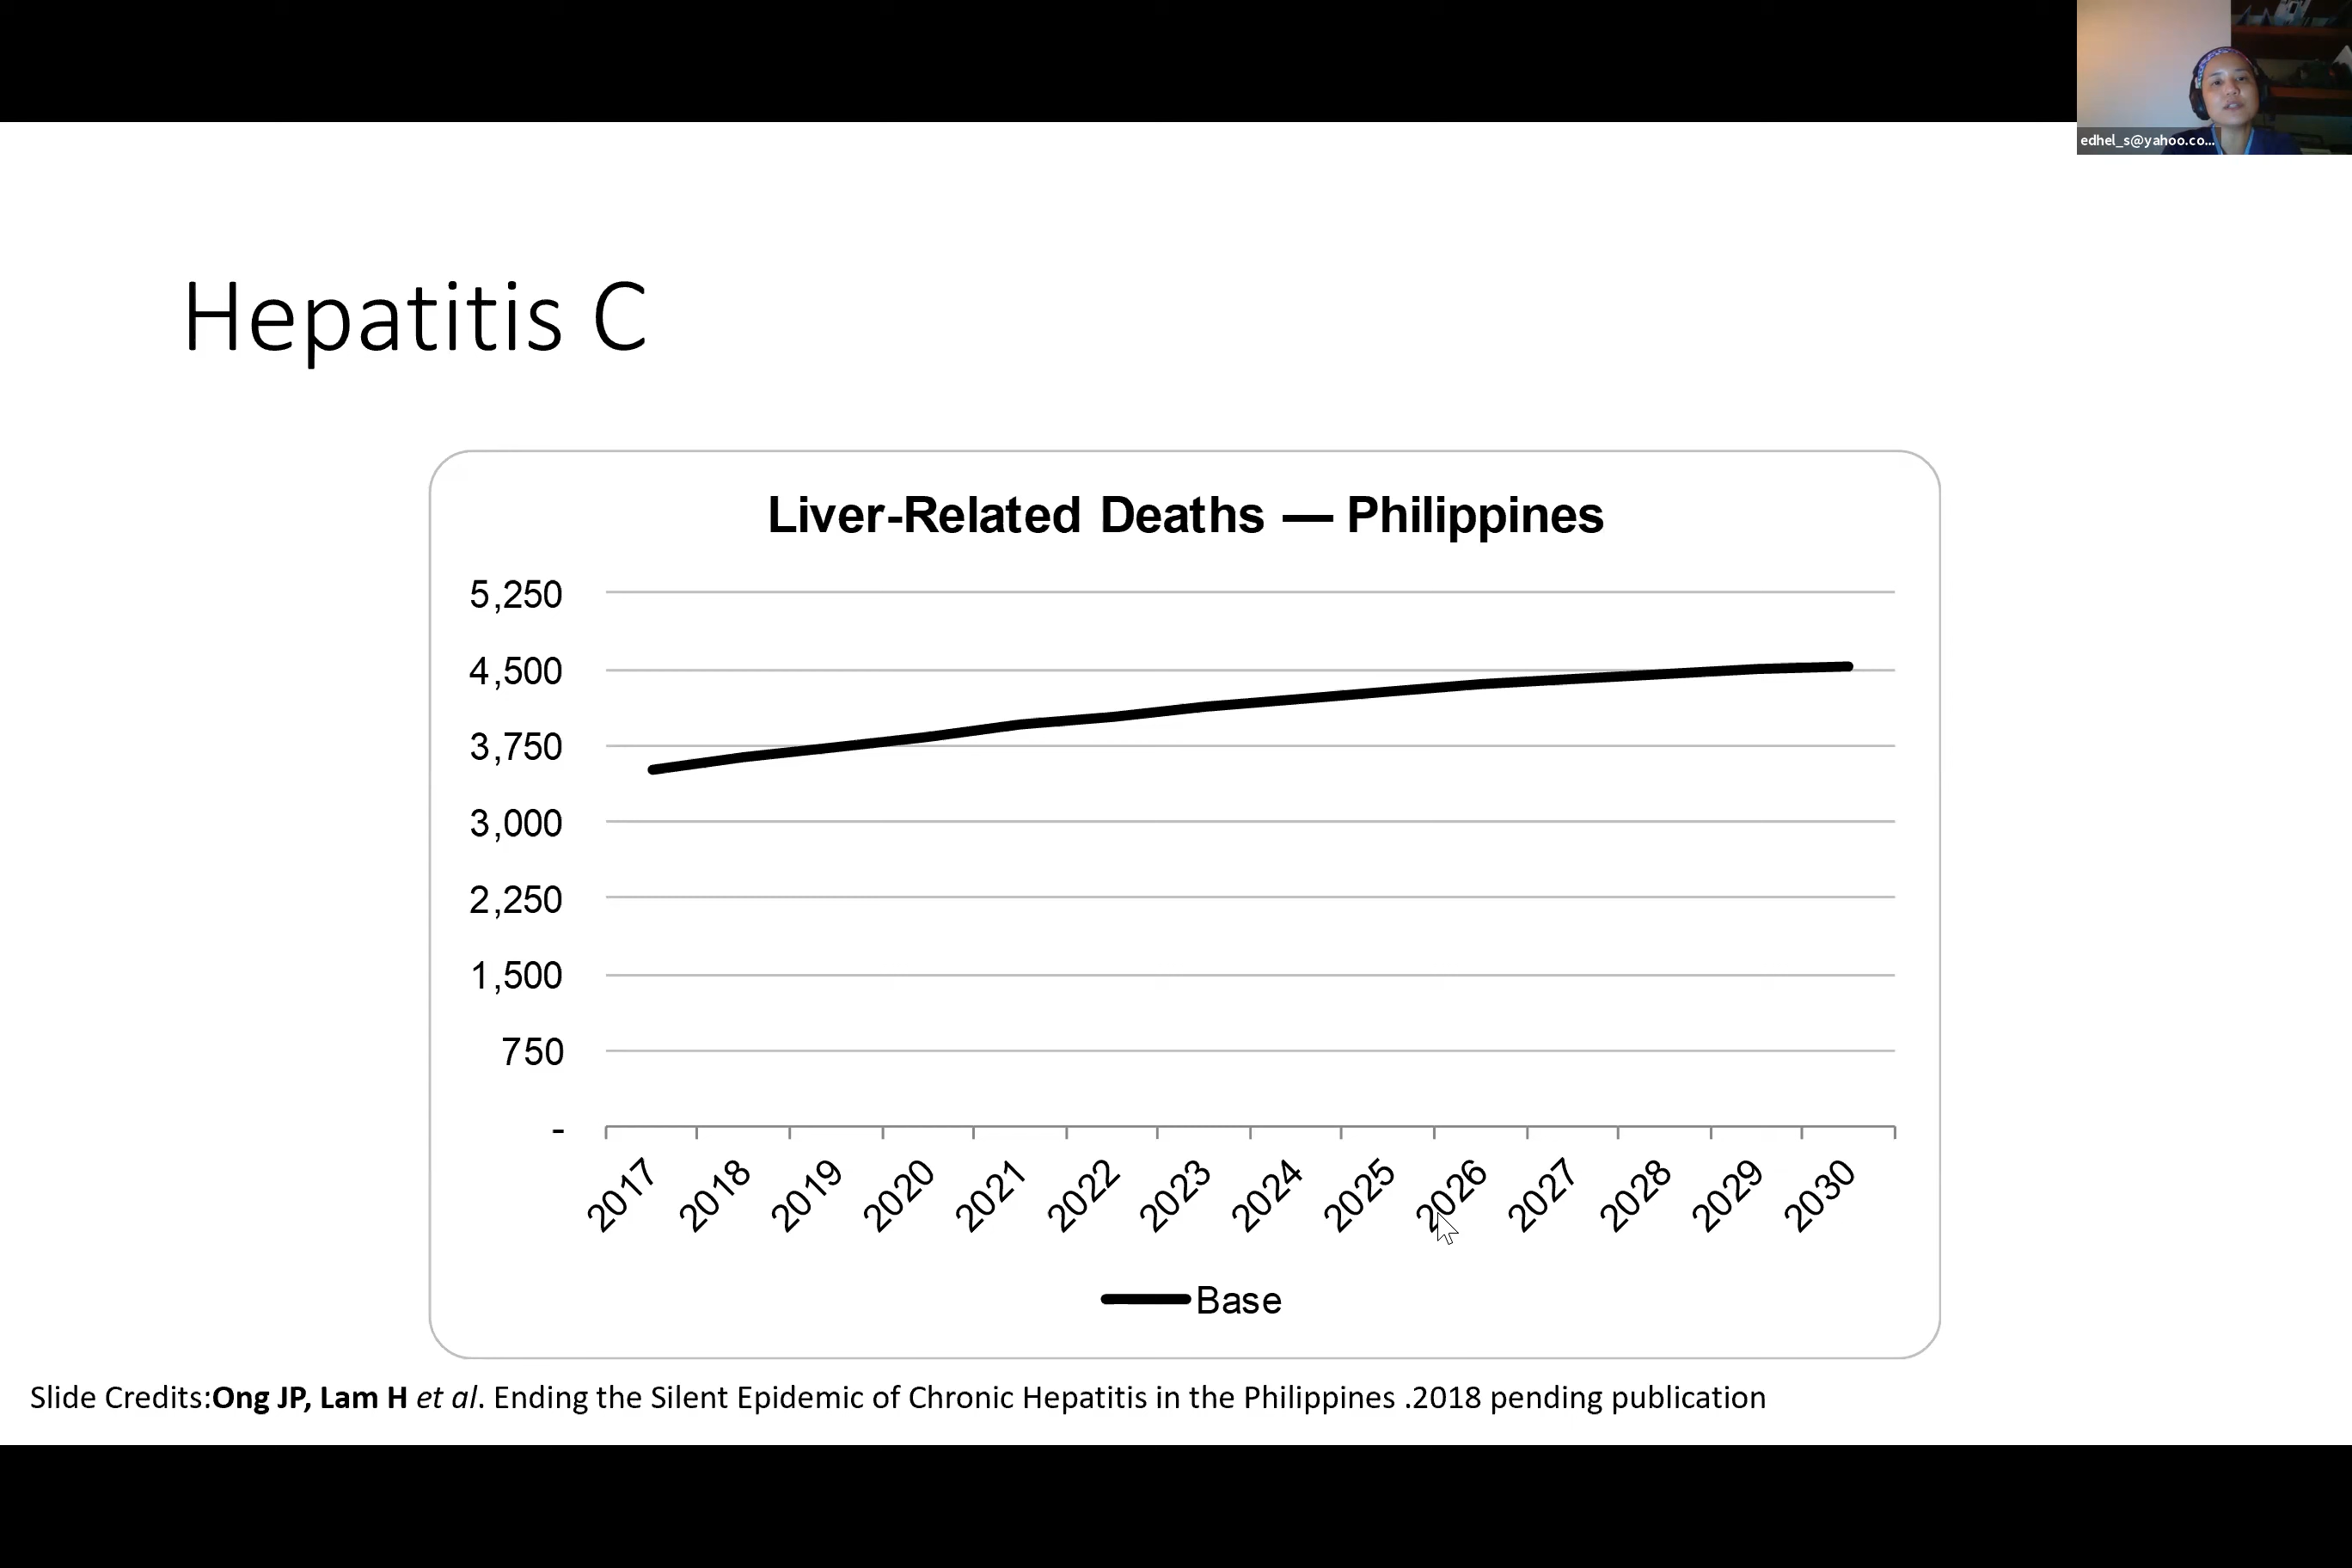 edhel_s@yahoo.co...
Hepatitis C
Liver-Related Deaths — Philippines
5,250
4,500
3,750
3,000
2,250
1,500
750
-
2017 2018 2019 2020 2021 2022 2023 2024 2025 2026 2027 2028 2029 2030
Base
Slide Credits:Ong JP, Lam H et al. Ending the Silent Epidemic of Chronic Hepatitis in the Philippines .2018 pending publication